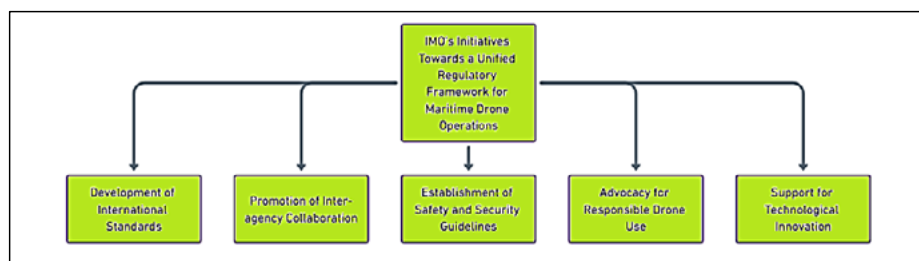 IMO's Initiatives
Towards a Unified
Regulatory
Framework for
Maritime Drone
Operations
Development of
International
Standards
Promotion of Inter-
agency Collaboration
Establishment of
Safety and Security
Guidelines
Advocacy for
Responsible Drone
Use
Support for
Technological
Innovation